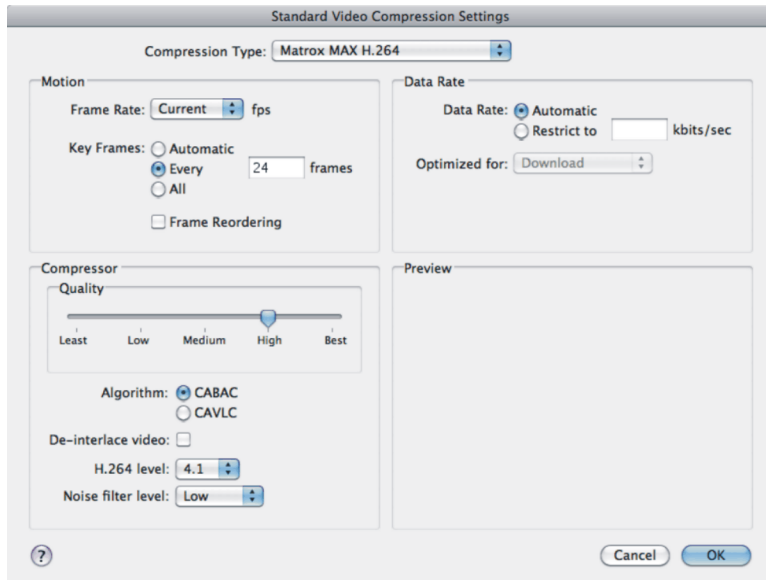 Standard Video Compression Settings
Compression Type: Matrox MAX H.264
Motion
Frame Rate: Current fps
Key Frames: Automatic
Every 24 frames
All
Frame Reordering
Data Rate
Data Rate: Automatic
Restrict to kbits/sec
Optimized for: Download
Compressor
Quality
Least Low Medium High Best
Algorithm: CABAC
CAVLC
De-interlace video:
H.264 level: 4.1
Noise filter level: Low
Preview
? Cancel OK